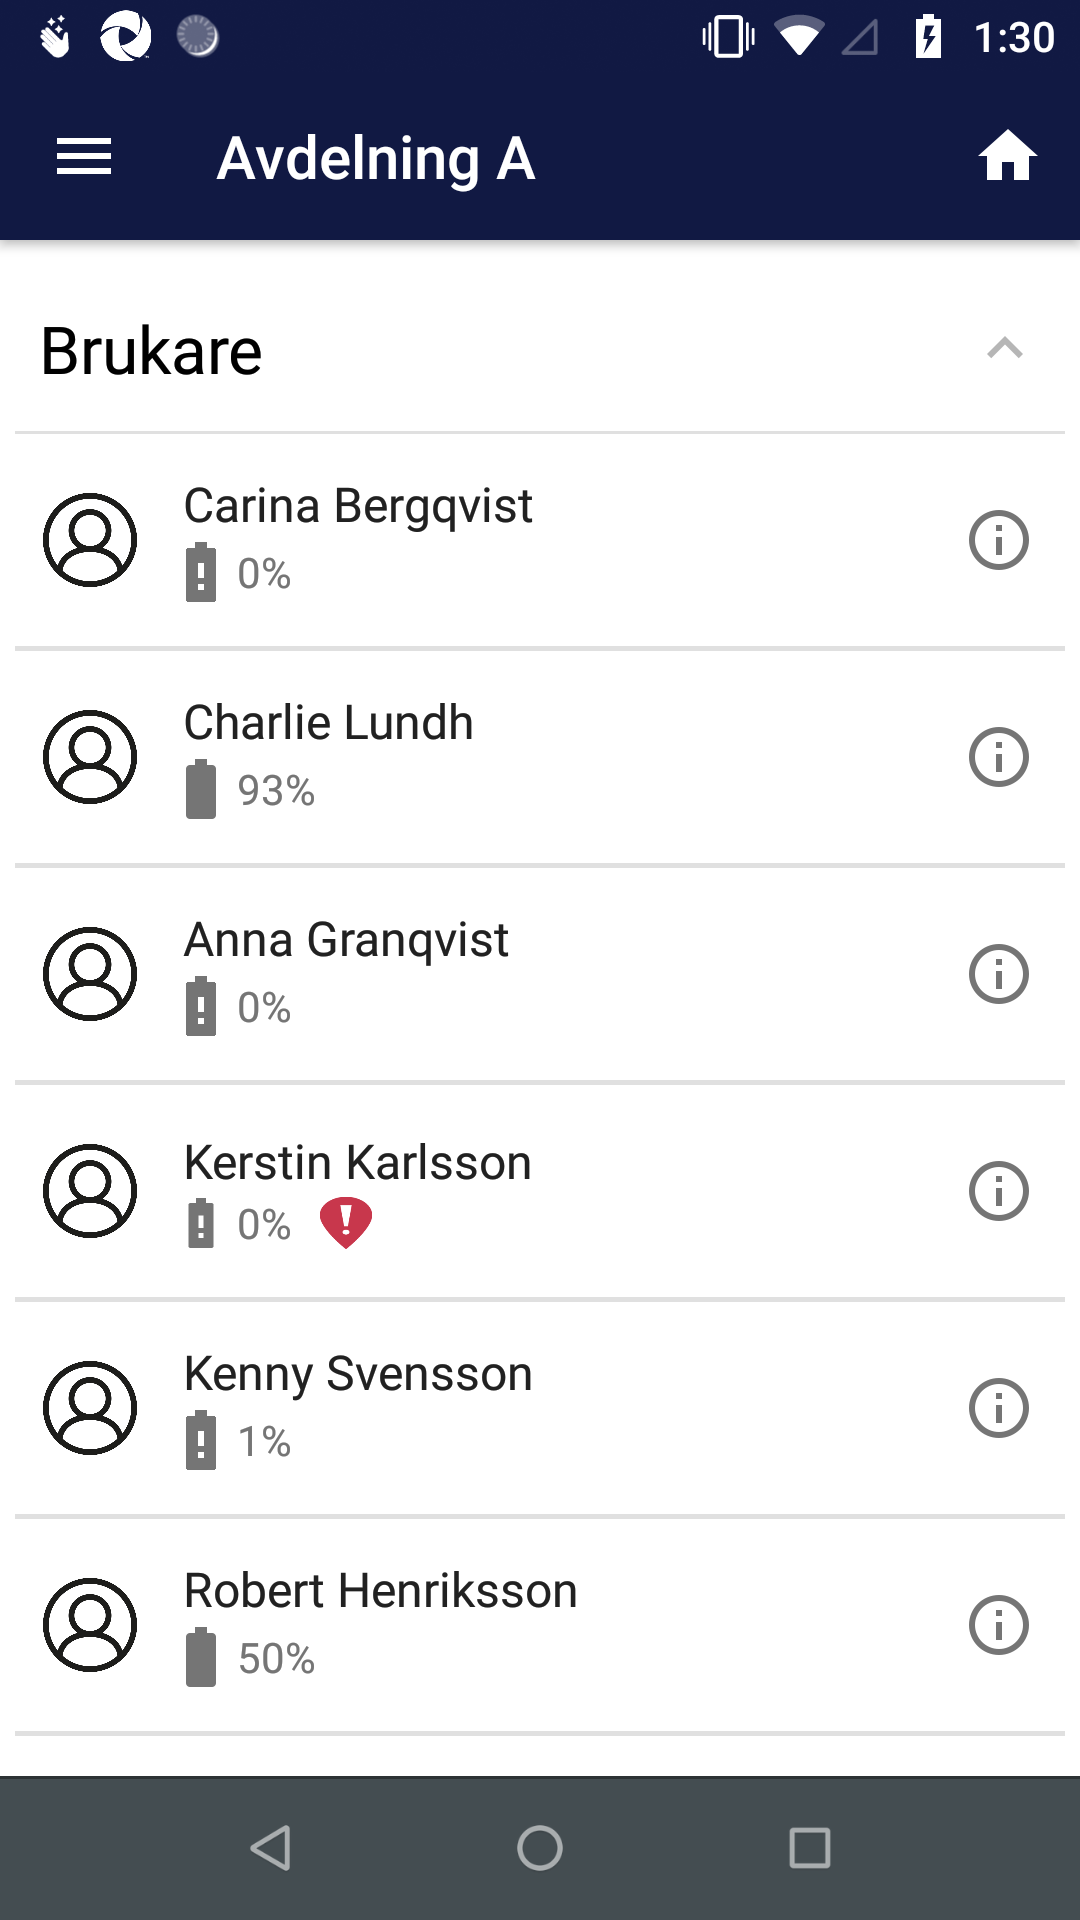 1:30
Avdelning A
Brukare
Carina Bergqvist
0%
Charlie Lundh
93%
Anna Granqvist
0%
Kerstin Karlsson
0%
Kenny Svensson
1%
Robert Henriksson
50%